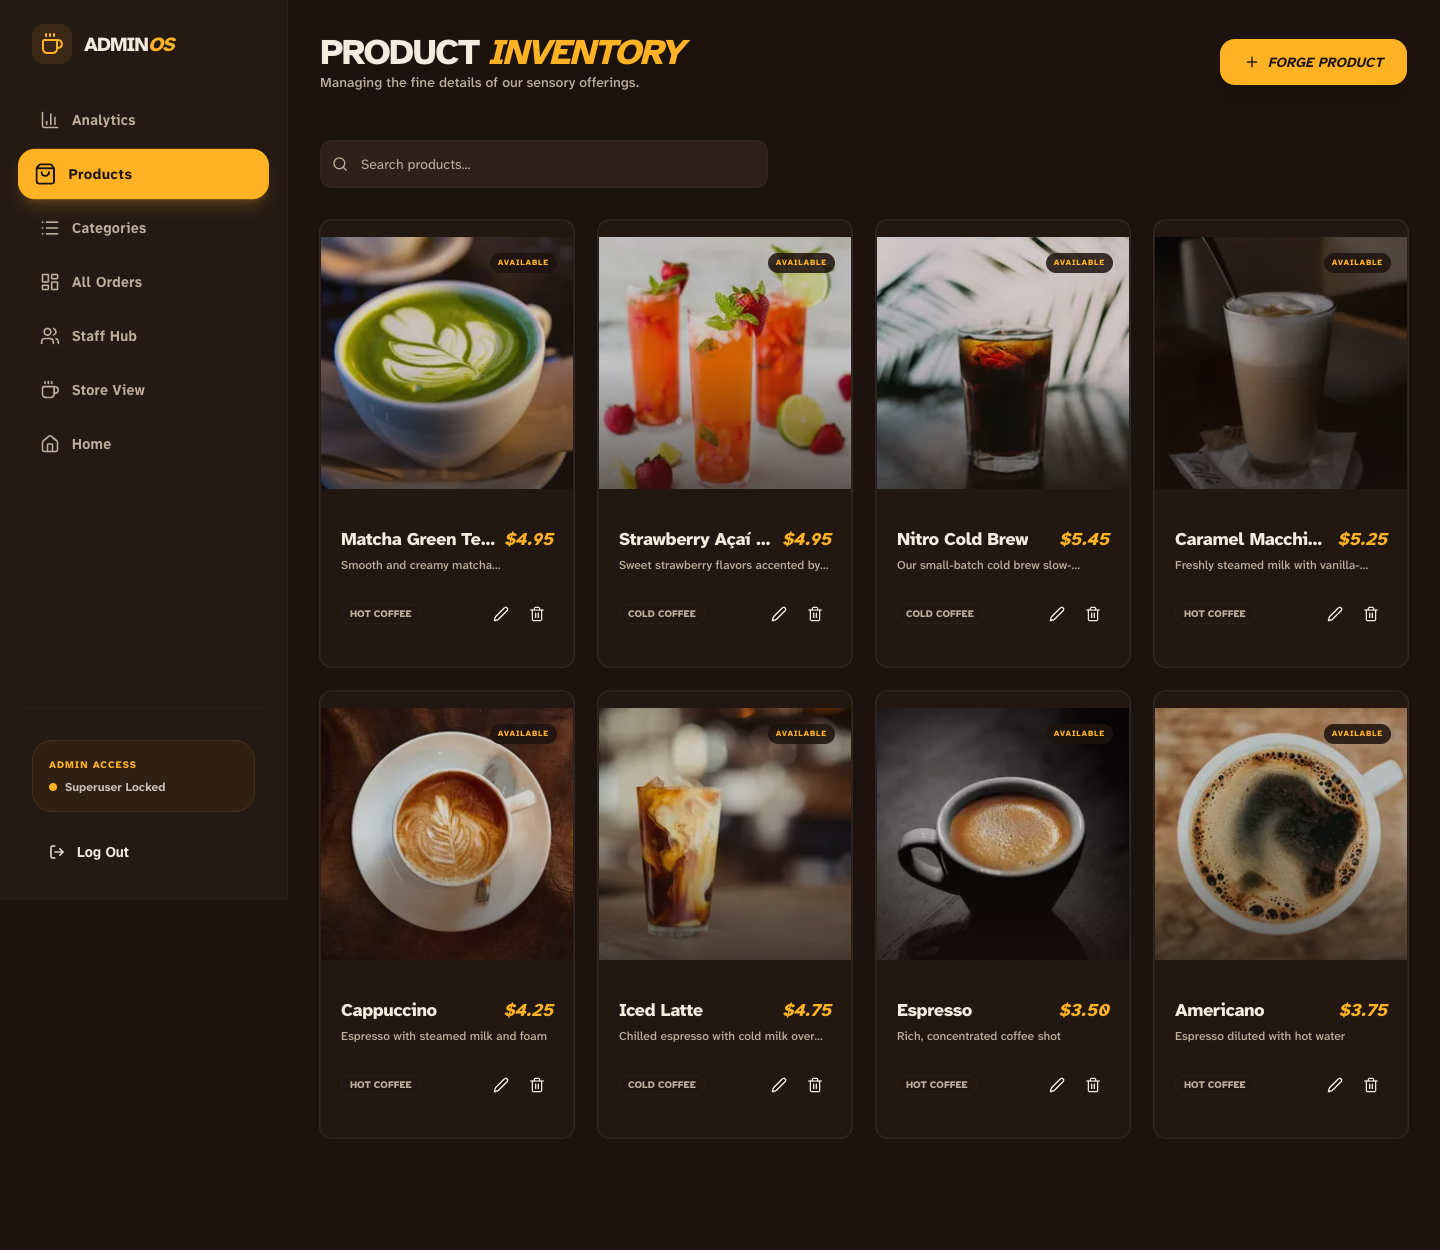 ADMINOS
Analytics
Products
Categories
All Orders
Staff Hub
Store View
Home
ADMIN ACCESS
Superuser Locked
Log Out
PRODUCT INVENTORY
Managing the fine details of our sensory offerings.
FORGE PRODUCT
Search products...
AVAILABLE
Matcha Green Te... $4.95
Smooth and creamy matcha...
HOT COFFEE
AVAILABLE
Strawberry Açaí ... $4.95
Sweet strawberry flavors accented by...
COLD COFFEE
AVAILABLE
Nitro Cold Brew $5.45
Our small-batch cold brew slow-...
COLD COFFEE
AVAILABLE
Caramel Macchi... $5.25
Freshly steamed milk with vanilla-...
HOT COFFEE
AVAILABLE
Cappuccino $4.25
Espresso with steamed milk and foam
HOT COFFEE
AVAILABLE
Iced Latte $4.75
Chilled espresso with cold milk over...
COLD COFFEE
AVAILABLE
Espresso $3.50
Rich, concentrated coffee shot
HOT COFFEE
AVAILABLE
Americano $3.75
Espresso diluted with hot water
HOT COFFEE